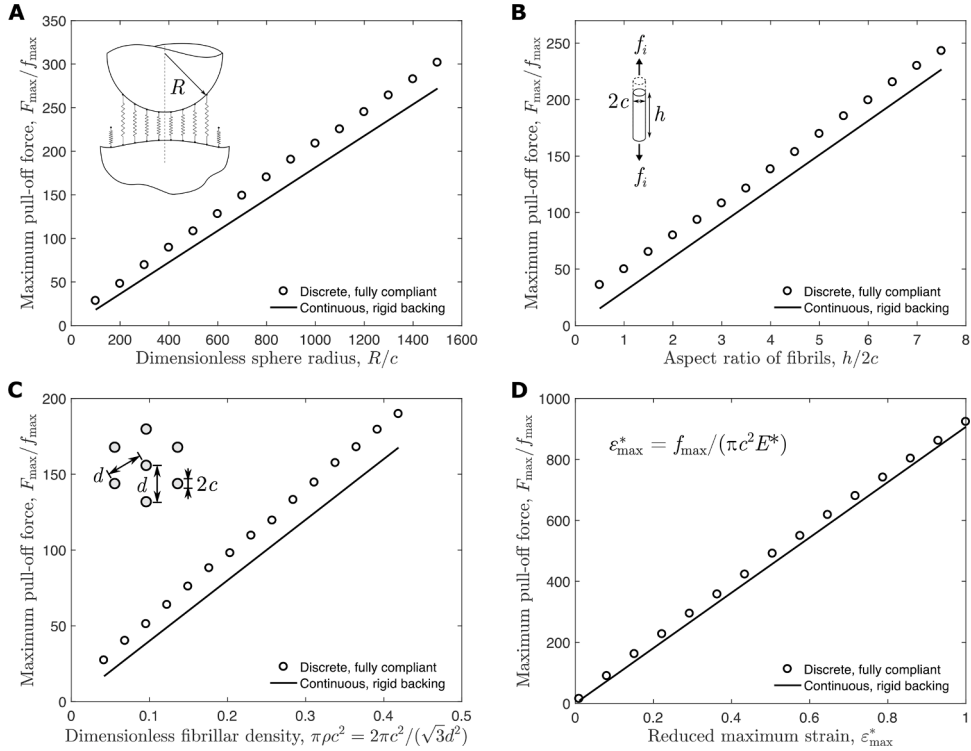 A
Maximum pull-off force, F_max/f_max
350
300
250
200
150
100
50
0
R
Discrete, fully compliant
Continuous, rigid backing
0 200 400 600 800 1000 1200 1400 1600
Dimensionless sphere radius, R/c
B
Maximum pull-off force, F_max/f_max
250
200
150
100
50
0
f_i
2c
h
f_i
Discrete, fully compliant
Continuous, rigid backing
0 1 2 3 4 5 6 7 8
Aspect ratio of fibrils, h/2c
C
Maximum pull-off force, F_max/f_max
200
150
100
50
0
d
d
2c
Discrete, fully compliant
Continuous, rigid backing
0 0.1 0.2 0.3 0.4 0.5
Dimensionless fibrillar density, πρc² = 2πc²/(√3d²)
D
Maximum pull-off force, F_max/f_max
1000
800
600
400
200
0
ε*_max = f_max/(πc²E*)
Discrete, fully compliant
Continuous, rigid backing
0 0.2 0.4 0.6 0.8 1
Reduced maximum strain, ε*_max